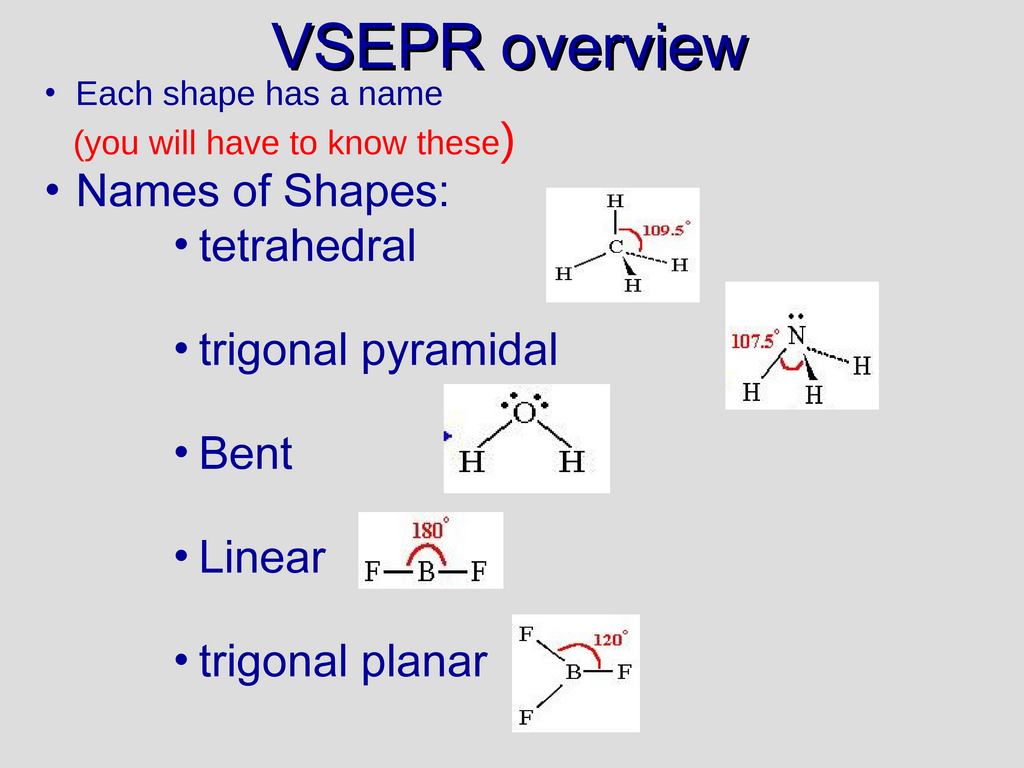 VSEPR overview
• Each shape has a name
(you will have to know these)
• Names of Shapes:
• tetrahedral
H
109.5°
C
H
H
H
• trigonal pyramidal
N
107.5°
H
H
H
• Bent
O
H H
• Linear
180°
F B F
• trigonal planar
F
120°
B F
F